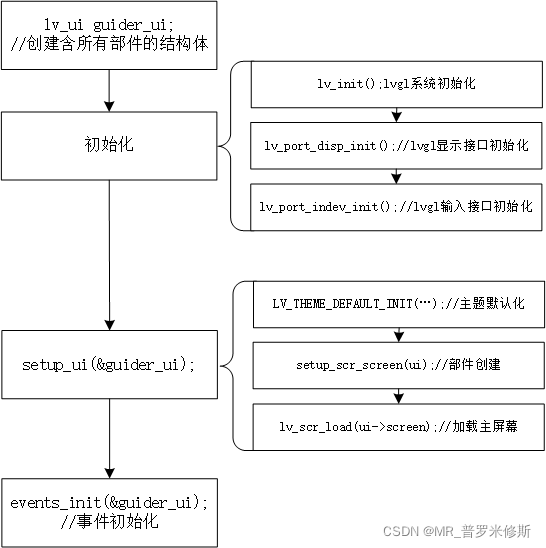 lv_ui guider_ui;
//创建含所有部件的结构体
初始化
lv_init();lvgl系统初始化
lv_port_disp_init();//lvgl显示接口初始化
lv_port_indev_init();//lvgl输入接口初始化
setup_ui(&guider_ui);
LV_THEME_DEFAULT_INIT(…);//主题默认化
setup_scr_screen(ui);//部件创建
lv_scr_load(ui->screen);//加载主屏幕
events_init(&guider_ui);
//事件初始化
CSDN @MR_普罗米修斯